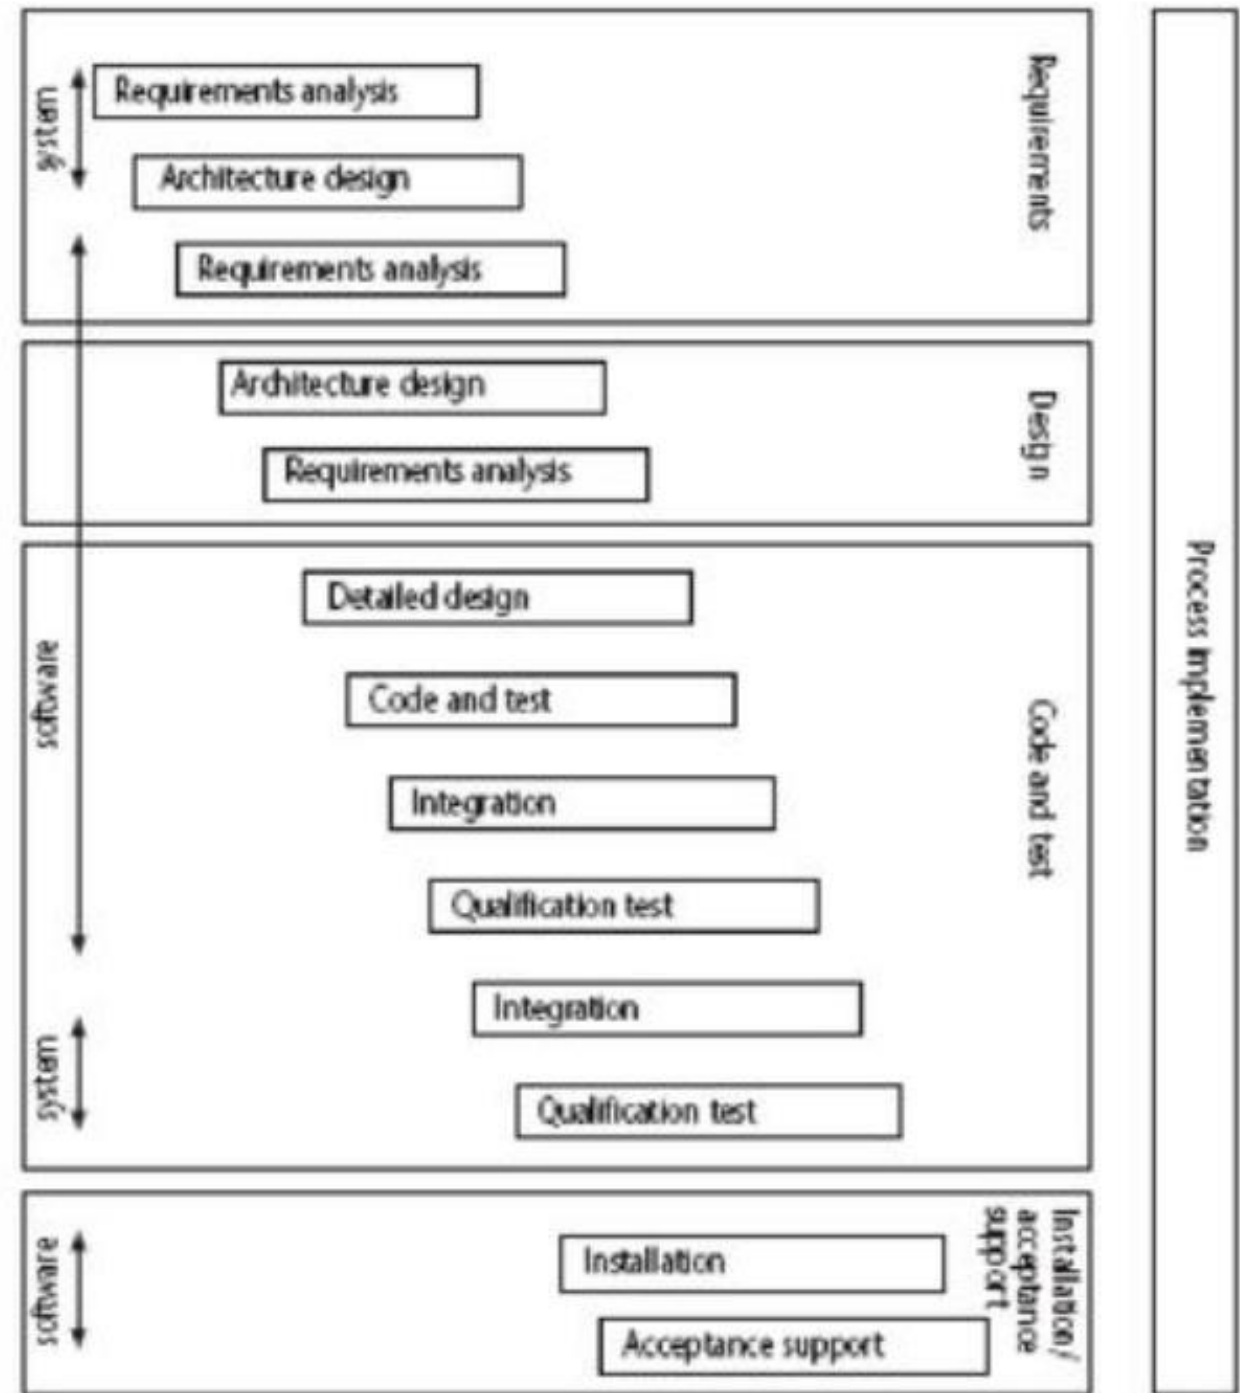 Requirements
system
Requirements analysis
Architecture design
Requirements analysis
Design
Architecture design
Requirements analysis
Code and test
software
Detailed design
Code and test
Integration
Qualification test
system
Integration
Qualification test
Installation/
acceptance
support
software
Installation
Acceptance support
Process implementation